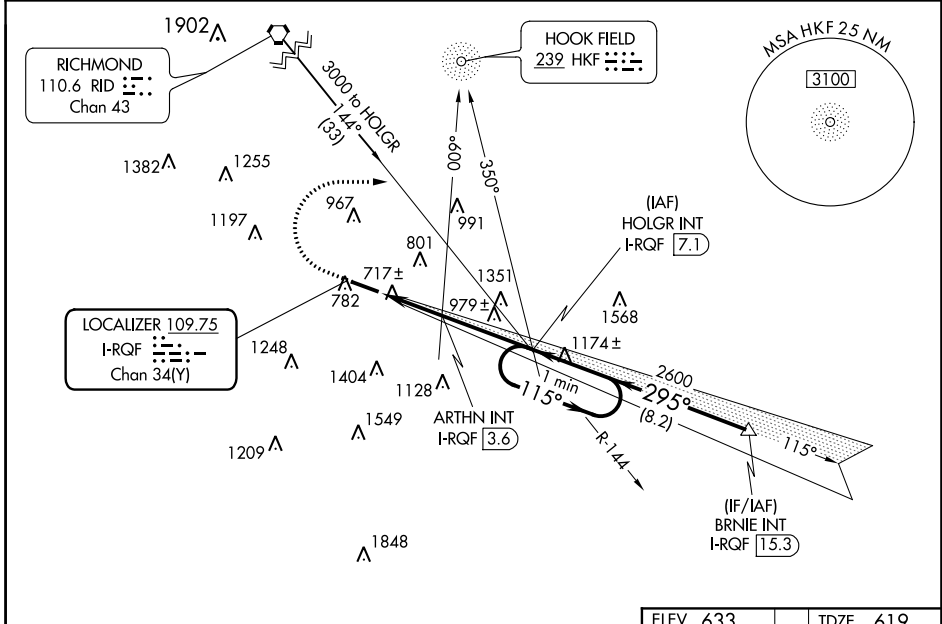 1902
RICHMOND
110.6 RID
Chan 43
3000 to HOLGR
144°
(33)
HOOK FIELD
239 HKF
MSA HKF 25 NM
3100
1382
1255
1197
967
009°
350°
991
801
(IAF)
HOLGR INT
I-RQF 7.1
717±
782
1351
979±
1568
LOCALIZER 109.75
I-RQF
Chan 34(Y)
1248
1404
1128
1174±
2600
1 min
115°
295°
(8.2)
115°
1549
1209
ARTHN INT
I-RQF 3.6
R-144
(IF/IAF)
BRNIE INT
I-RQF 15.3
1848
ELEV 633
TDZE 619